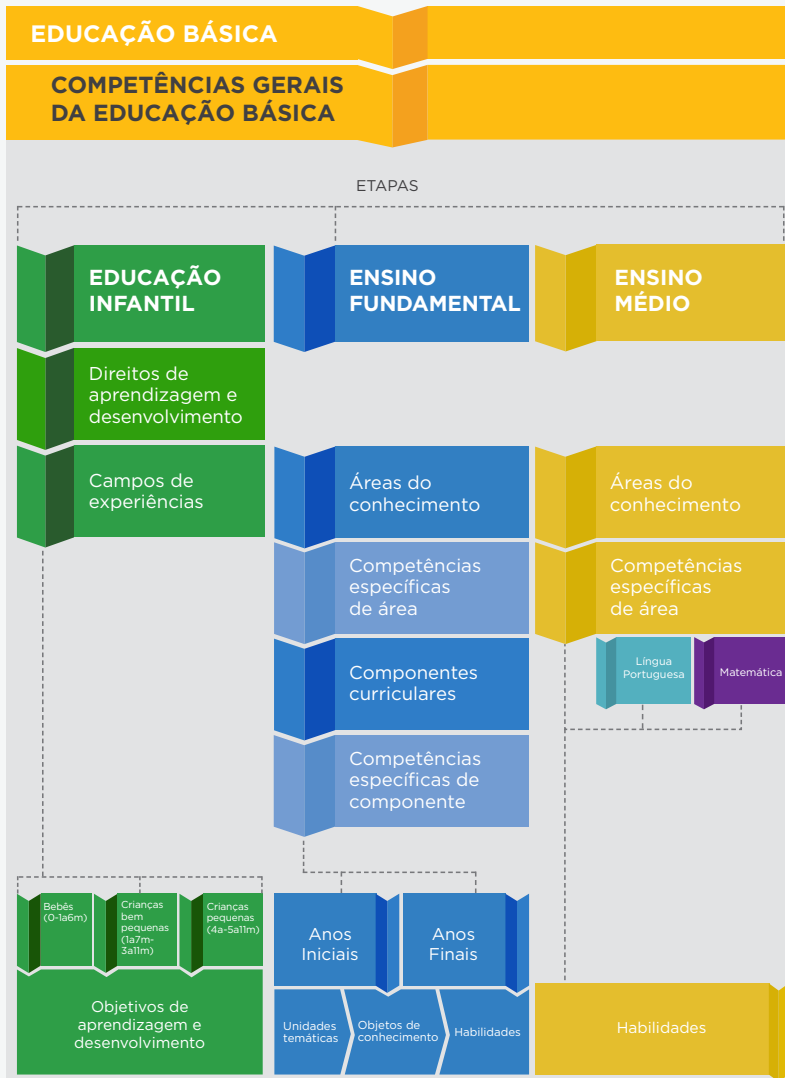 EDUCAÇÃO BÁSICA
COMPETÊNCIAS GERAIS
DA EDUCAÇÃO BÁSICA
ETAPAS
EDUCAÇÃO
INFANTIL
Direitos de
aprendizagem e
desenvolvimento
Campos de
experiências
Bebês
(0-1a6m)
Crianças
bem
pequenas
(1a7m-
3a11m)
Crianças
pequenas
(4a-5a11m)
Objetivos de
aprendizagem e
desenvolvimento
ENSINO
FUNDAMENTAL
Áreas do
conhecimento
Competências
específicas
de área
Componentes
curriculares
Competências
específicas de
componente
Anos
Iniciais
Anos
Finais
Unidades
temáticas
Objetos de
conhecimento
Habilidades
ENSINO
MÉDIO
Áreas do
conhecimento
Competências
específicas
de área
Língua
Portuguesa
Matemática
Habilidades